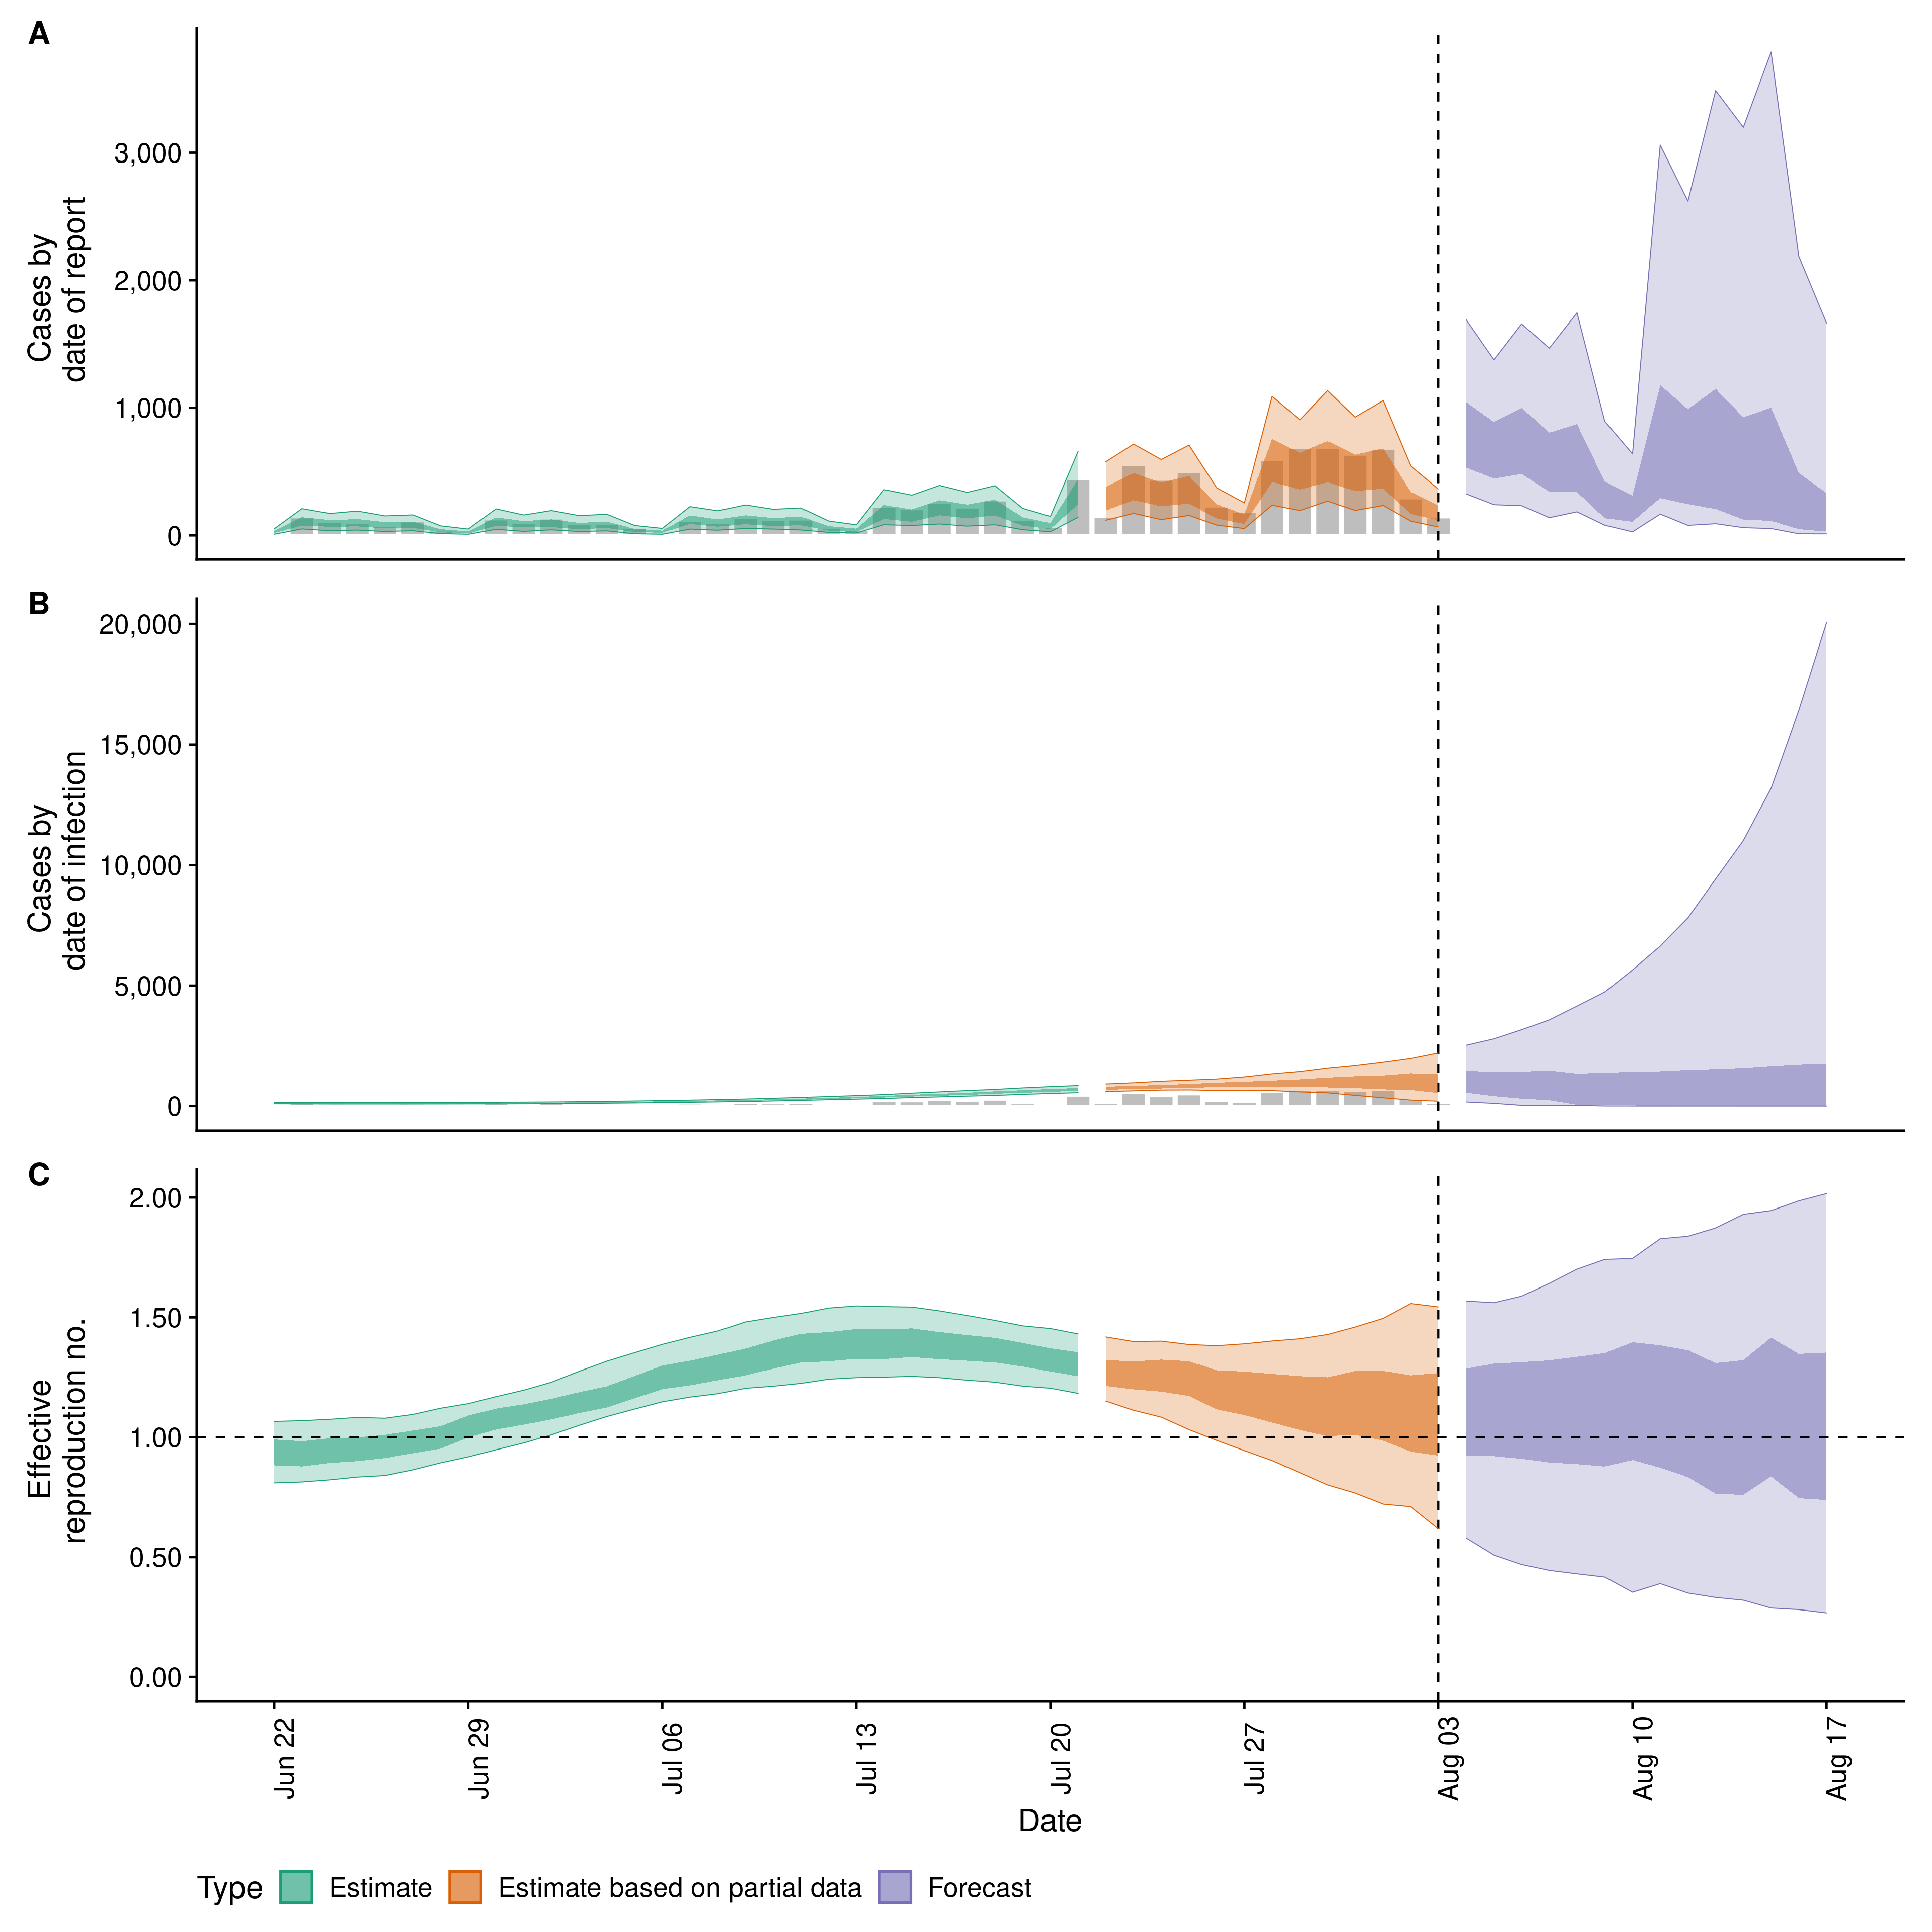 A
Cases by
date of report
3,000
2,000
1,000
0
B
Cases by
date of infection
20,000
15,000
10,000
5,000
0
C
Effective
reproduction no.
2.00
1.50
1.00
0.50
0.00
Jun 22
Jun 29
Jul 06
Jul 13
Jul 20
Jul 27
Aug 03
Aug 10
Aug 17
Date
Type Estimate Estimate based on partial data Forecast